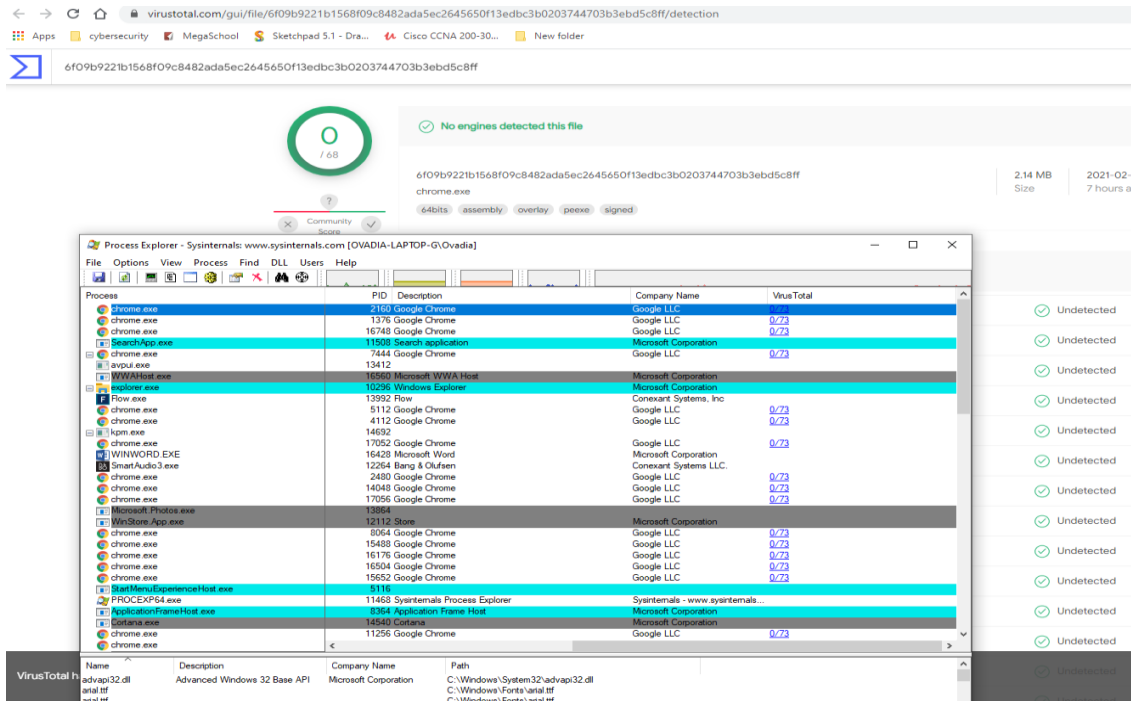 virustotal.com/gui/file/6f09b9221b1568f09c8482ada5ec2645650f13edbc3b0203744703b3ebd5c8ff/detection
Apps cybersecurity MegaSchool Sketchpad 5.1 - Dra... Cisco CCNA 200-30... New folder
6f09b9221b1568f09c8482ada5ec2645650f13edbc3b0203744703b3ebd5c8ff
0
/ 68
No engines detected this file
6f09b9221b1568f09c8482ada5ec2645650f13edbc3b0203744703b3ebd5c8ff
chrome.exe
64bits assembly overlay peexe signed
2.14 MB
Size
2021-02-
7 hours a
?
Community
Score
Process Explorer - Sysinternals: www.sysinternals.com [OVADIA-LAPTOP-G\Ovadia]
File Options View Process Find DLL Users Help
Process PID Description Company Name VirusTotal
chrome.exe 2160 Google Chrome Google LLC 0/73
chrome.exe 1376 Google Chrome Google LLC 0/73
chrome.exe 16748 Google Chrome Google LLC 0/73
SearchApp.exe 11508 Search application Microsoft Corporation
chrome.exe 7444 Google Chrome Google LLC 0/73
avpui.exe 13412
WWAHost.exe 16560 Microsoft WWA Host Microsoft Corporation
explorer.exe 10296 Windows Explorer Microsoft Corporation
Flow.exe 13992 Flow Conexant Systems, Inc
chrome.exe 5112 Google Chrome Google LLC 0/73
chrome.exe 4112 Google Chrome Google LLC 0/73
kpm.exe 14692
chrome.exe 17052 Google Chrome Google LLC 0/73
WINWORD.EXE 16428 Microsoft Word Microsoft Corporation
SmartAudio3.exe 12264 Bang & Olufsen Conexant Systems LLC.
chrome.exe 2480 Google Chrome Google LLC 0/73
chrome.exe 14048 Google Chrome Google LLC 0/73
chrome.exe 17056 Google Chrome Google LLC 0/73
Microsoft.Photos.exe 13864
WinStore.App.exe 12112 Store Microsoft Corporation
chrome.exe 8064 Google Chrome Google LLC 0/73
chrome.exe 15488 Google Chrome Google LLC 0/73
chrome.exe 16176 Google Chrome Google LLC 0/73
chrome.exe 16504 Google Chrome Google LLC 0/73
chrome.exe 15652 Google Chrome Google LLC 0/73
StartMenuExperienceHost.exe 5116
PROCEXP64.exe 11468 Sysinternals Process Explorer Sysinternals - www.sysinternals...
ApplicationFrameHost.exe 8364 Application Frame Host Microsoft Corporation
Cortana.exe 14540 Cortana Microsoft Corporation
chrome.exe 11256 Google Chrome Google LLC 0/73
chrome.exe
Name Description Company Name Path
advapi32.dll Advanced Windows 32 Base API Microsoft Corporation C:\Windows\System32\advapi32.dll
arial.ttf C:\Windows\Fonts\arial.ttf
arial.ttf C:\Windows\Fonts\arial.ttf
VirusTotal h
Undetected
Undetected
Undetected
Undetected
Undetected
Undetected
Undetected
Undetected
Undetected
Undetected
Undetected
Undetected
Undetected